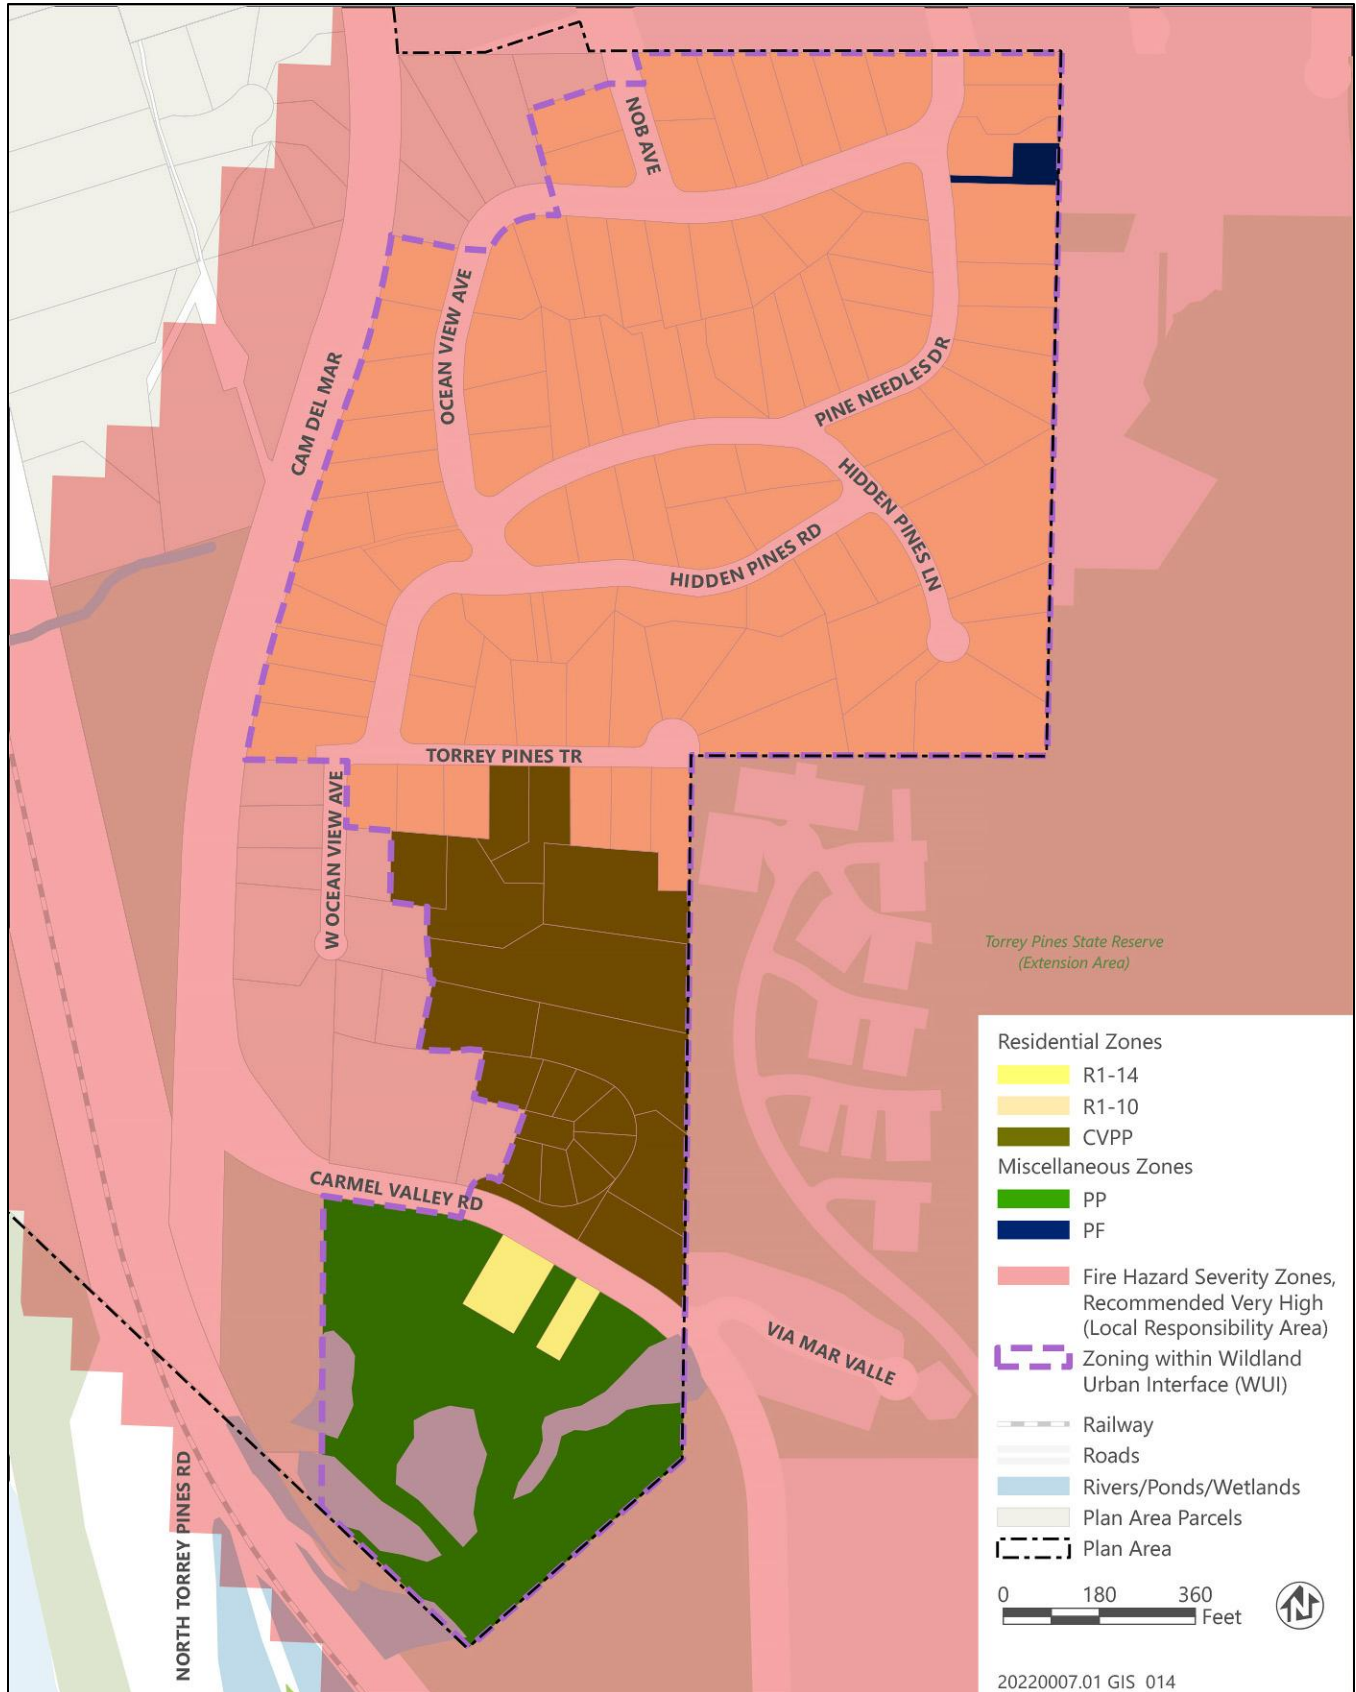 NOB AVE
OCEAN VIEW AVE
CAM DEL MAR
PINE NEEDLES DR
HIDDEN PINES LN
HIDDEN PINES RD
TORREY PINES TR
W OCEAN VIEW AVE
Torrey Pines State Reserve
(Extension Area)
CARMEL VALLEY RD
VIA MAR VALLE
NORTH TORREY PINES RD
Residential Zones
R1-14
R1-10
CVPP
Miscellaneous Zones
PP
PF
Fire Hazard Severity Zones,
Recommended Very High
(Local Responsibility Area)
Zoning within Wildland
Urban Interface (WUI)
Railway
Roads
Rivers/Ponds/Wetlands
Plan Area Parcels
Plan Area
0 180 360
Feet
N
20220007.01 GIS 014